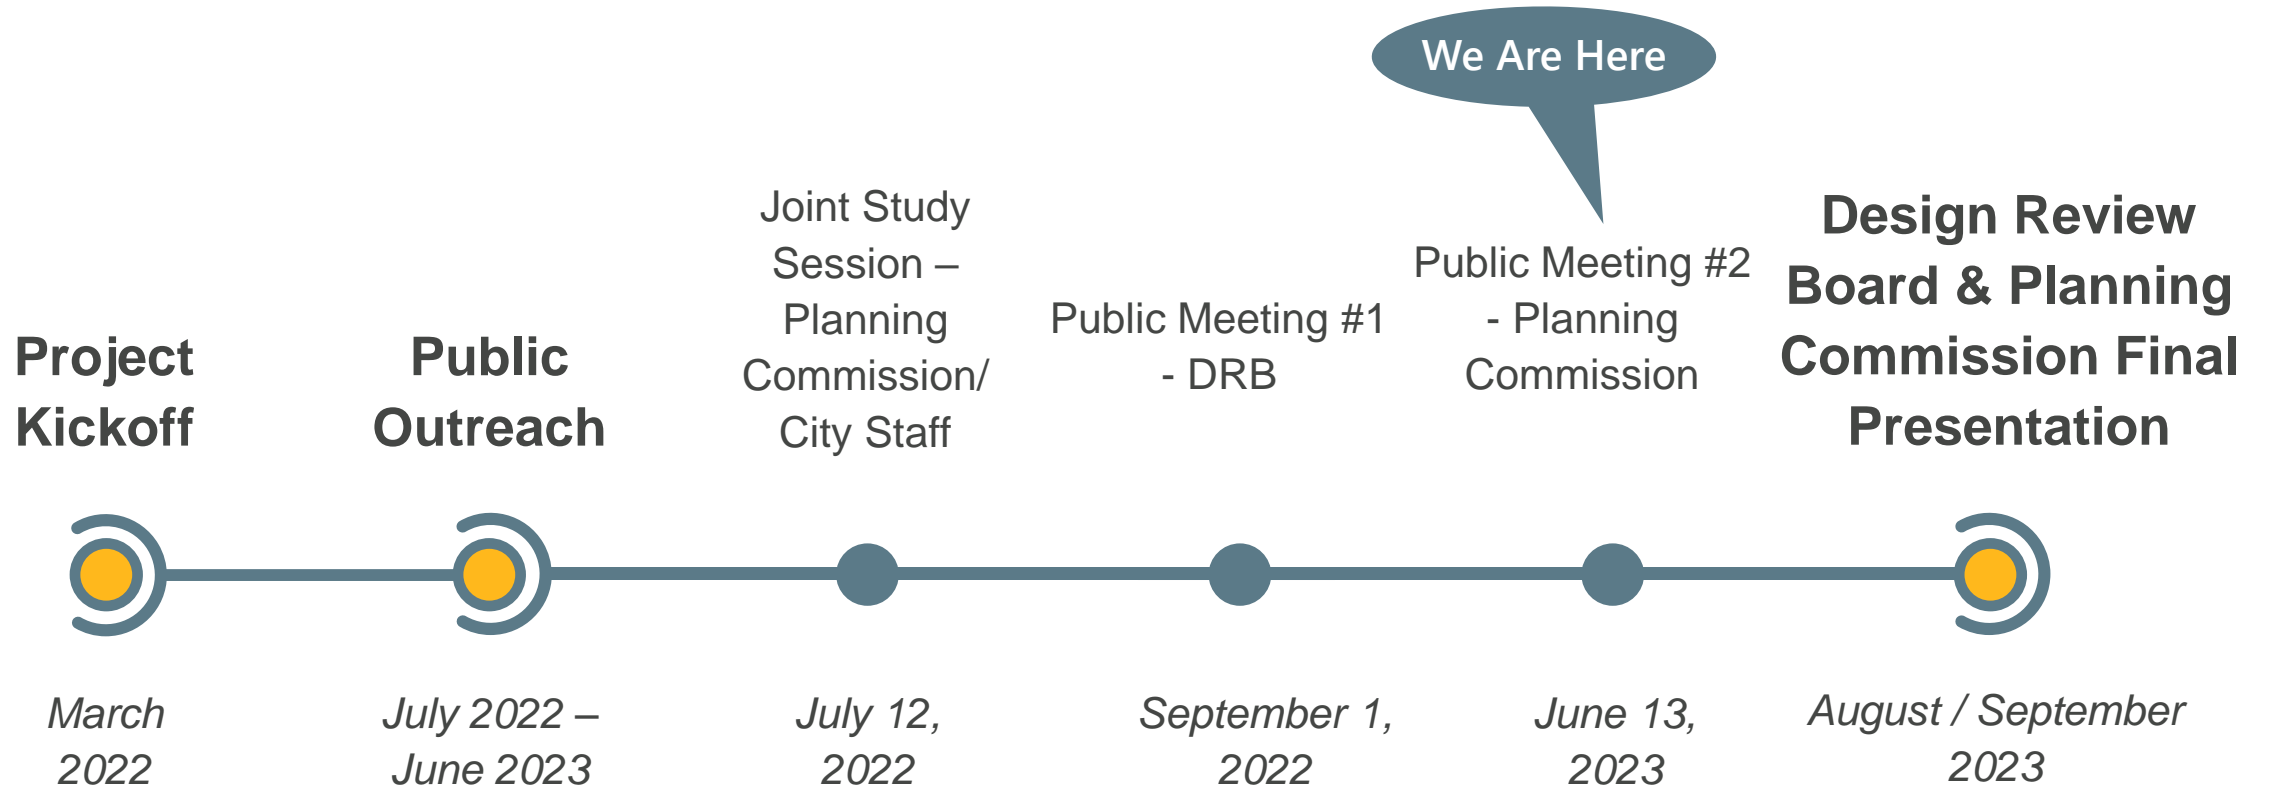 We Are Here
Project
Kickoff
Public
Outreach
Joint Study
Session –
Planning
Commission/
City Staff
Public Meeting #1
- DRB
Public Meeting #2
- Planning
Commission
Design Review
Board & Planning
Commission Final
Presentation
March
2022
July 2022 –
June 2023
July 12,
2022
September 1,
2022
June 13,
2023
August / September
2023